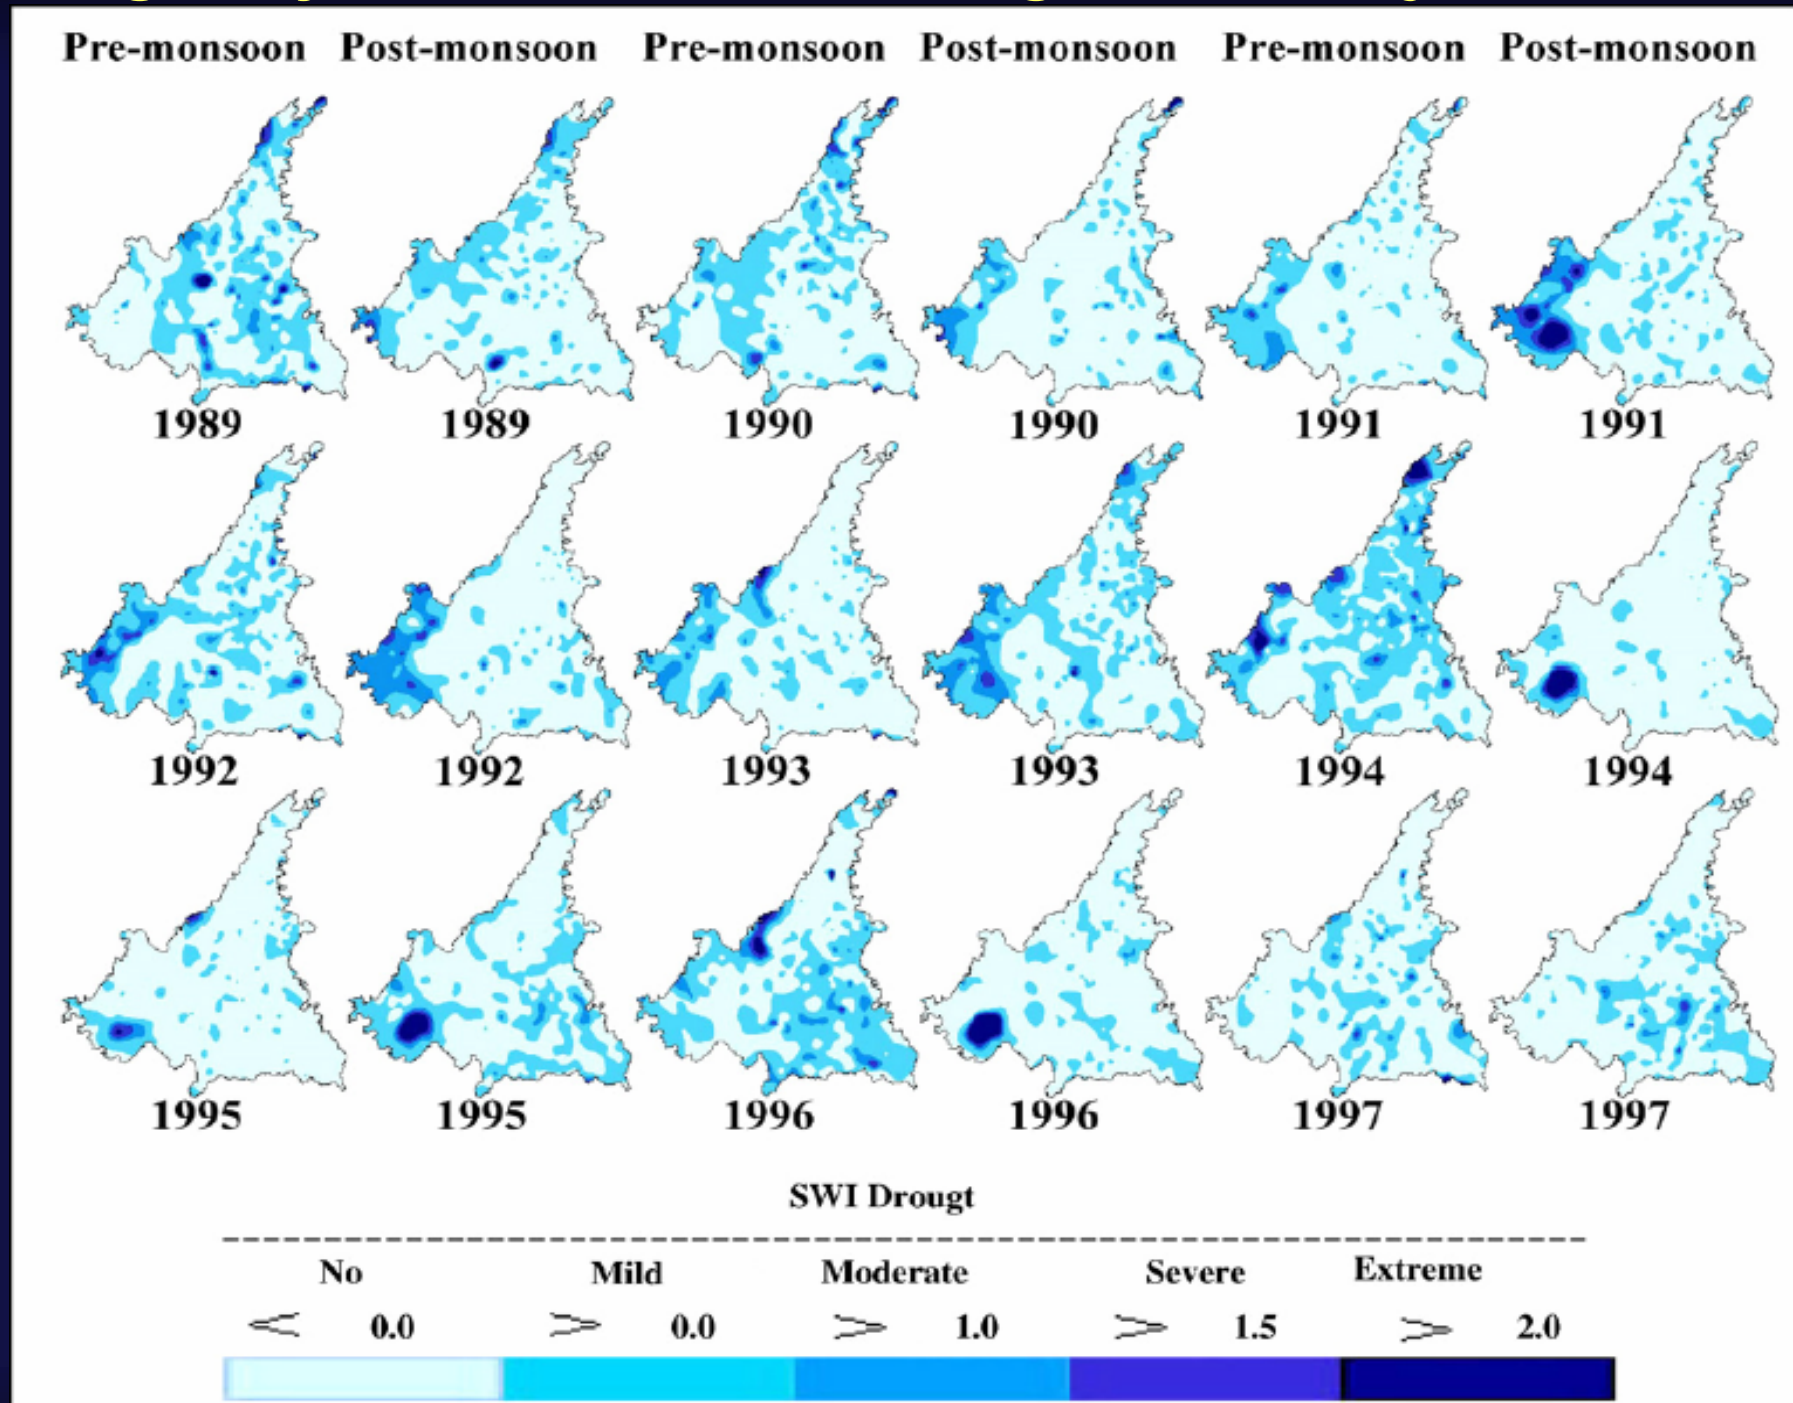 Pre-monsoon Post-monsoon Pre-monsoon Post-monsoon Pre-monsoon Post-monsoon
1989 1989 1990 1990 1991 1991
1992 1992 1993 1993 1994 1994
1995 1995 1996 1996 1997 1997
SWI Drougt
No Mild Moderate Severe Extreme
< 0.0 > 0.0 > 1.0 > 1.5 > 2.0